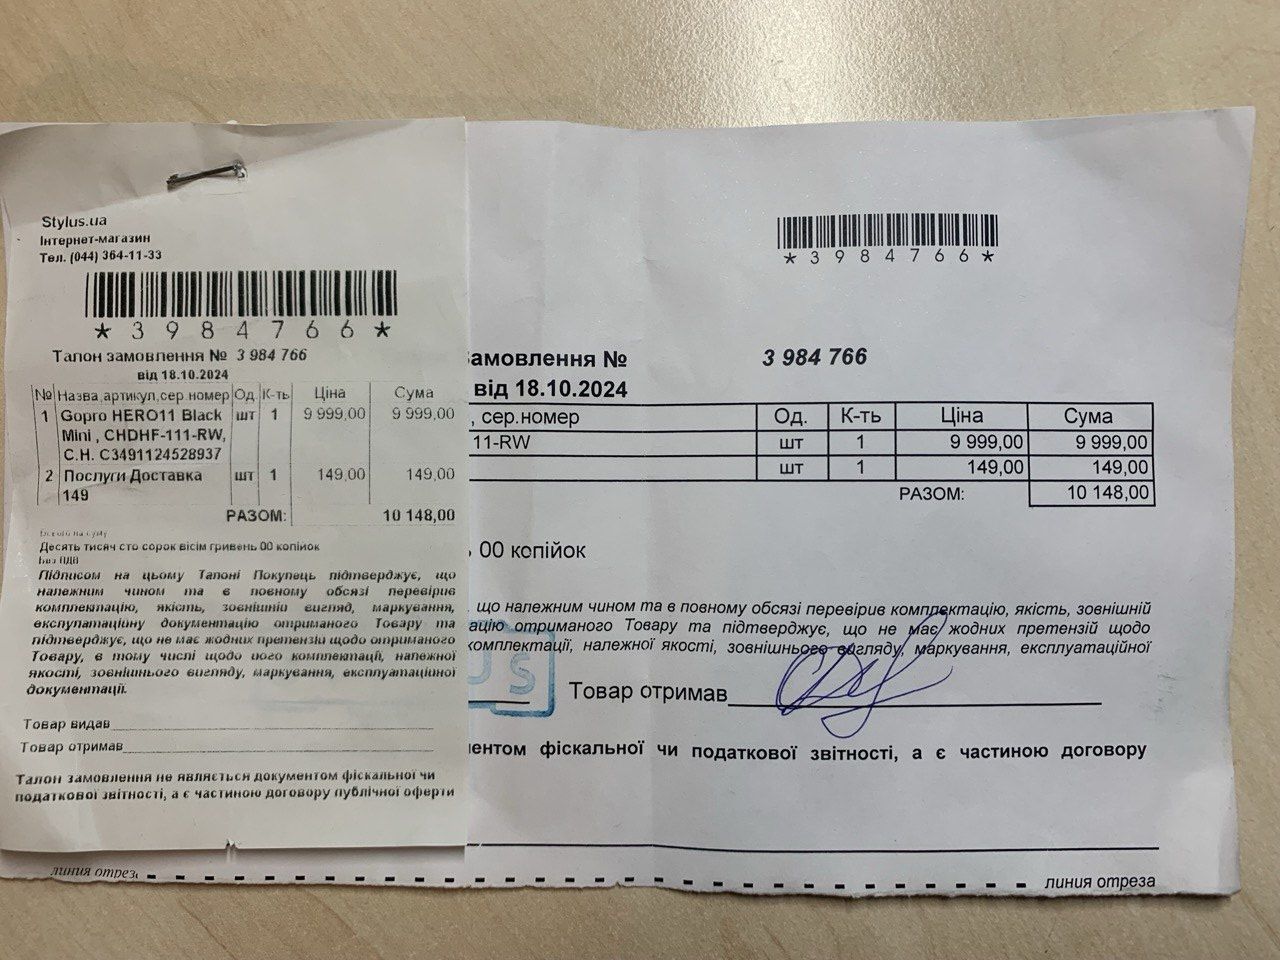 Stylus.ua
Інтернет-магазин
Тел. (044) 364-11-33
*3984766*
Талон замовлення № 3 984 766
від 18.10.2024
№ Назва,артикул,сер.номер Од. К-ть Ціна Сума
1 Gopro HERO11 Black шт 1 9 999,00 9 999,00
Mini , CHDHF-111-RW,
С.Н. C3491124528937
2 Послуги Доставка шт 1 149,00 149,00
149
РАЗОМ: 10 148,00
Всього на суму
Десять тисяч сто сорок вісім гривень 00 копійок
Без ПДВ
Підписом на цьому Талоні Покупець підтверджує, що
належним чином та в повному обсязі перевірив
комплектацію, якість, зовнішній вигляд, маркування,
експлуатаційну документацію отриманого Товару та
підтверджує, що не має жодних претензій щодо отриманого
Товару, в тому числі щодо його комплектації, належної
якості, зовнішнього вигляду, маркування, експлуатаційної
документації.
Товар видав
Товар отримав
Талон замовлення не являється документом фіскальної чи
податкової звітності, а є частиною договору публічної оферти
*3984766*
замовлення № 3 984 766
від 18.10.2024
, сер.номер Од. К-ть Ціна Сума
11-RW шт 1 9 999,00 9 999,00
шт 1 149,00 149,00
РАЗОМ: 10 148,00
00 копійок
, що належним чином та в повному обсязі перевірив комплектацію, якість, зовнішній
ацію отриманого Товару та підтверджує, що не має жодних претензій щодо
комплектації, належної якості, зовнішнього вигляду, маркування, експлуатаційної
US
Товар отримав
ментом фіскальної чи податкової звітності, а є частиною договору
линия отреза
линия отреза